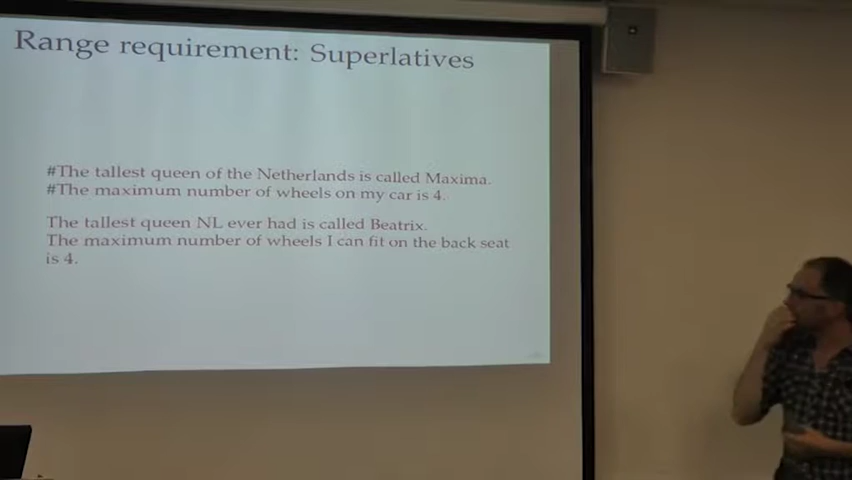 Range requirement: Superlatives
#The tallest queen of the Netherlands is called Maxima.
#The maximum number of wheels on my car is 4.
The tallest queen NL ever had is called Beatrix.
The maximum number of wheels I can fit on the back seat
is 4.